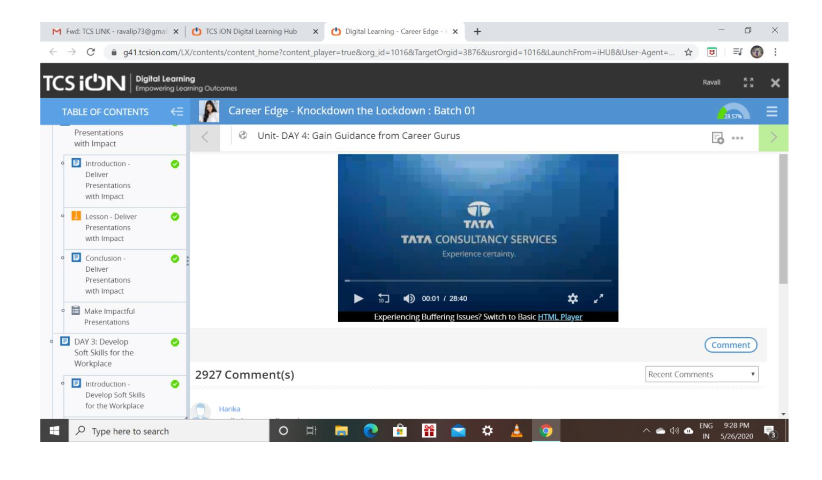 Fwd: TCS LINK - ravalip73@gmai
TCS iON Digital Learning Hub
Digital Learning - Career Edge -
g41.tcsion.com/LX/contents/content_home?content_player=true&org_id=1016&TargetOrgid=3876&usrorgid=1016&LaunchFrom=iHUB&User-Agent=...
TCS iON
Digital Learning
Empowering Learning Outcomes
Ravali
TABLE OF CONTENTS
Career Edge - Knockdown the Lockdown : Batch 01
28.57%
Presentations
with Impact
Introduction -
Deliver
Presentations
with Impact
Lesson - Deliver
Presentations
with Impact
Conclusion -
Deliver
Presentations
with Impact
Make Impactful
Presentations
DAY 3: Develop
Soft Skills for the
Workplace
Introduction -
Develop Soft Skills
for the Workplace
Unit- DAY 4: Gain Guidance from Career Gurus
TATA
TATA CONSULTANCY SERVICES
Experience certainty.
10
00:01 / 28:40
Experiencing Buffering Issues? Switch to Basic HTML Player
Comment
2927 Comment(s)
Recent Comments
Harika
Type here to search
ENG
IN
9:28 PM
5/26/2020
3